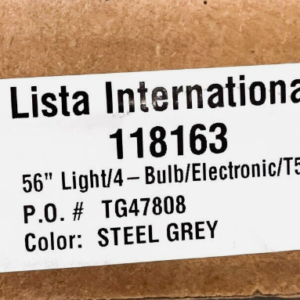 Lista Internationa
118163
56" Light/4 – Bulb/Electronic/T5
P.O. # TG47808
Color: STEEL GREY